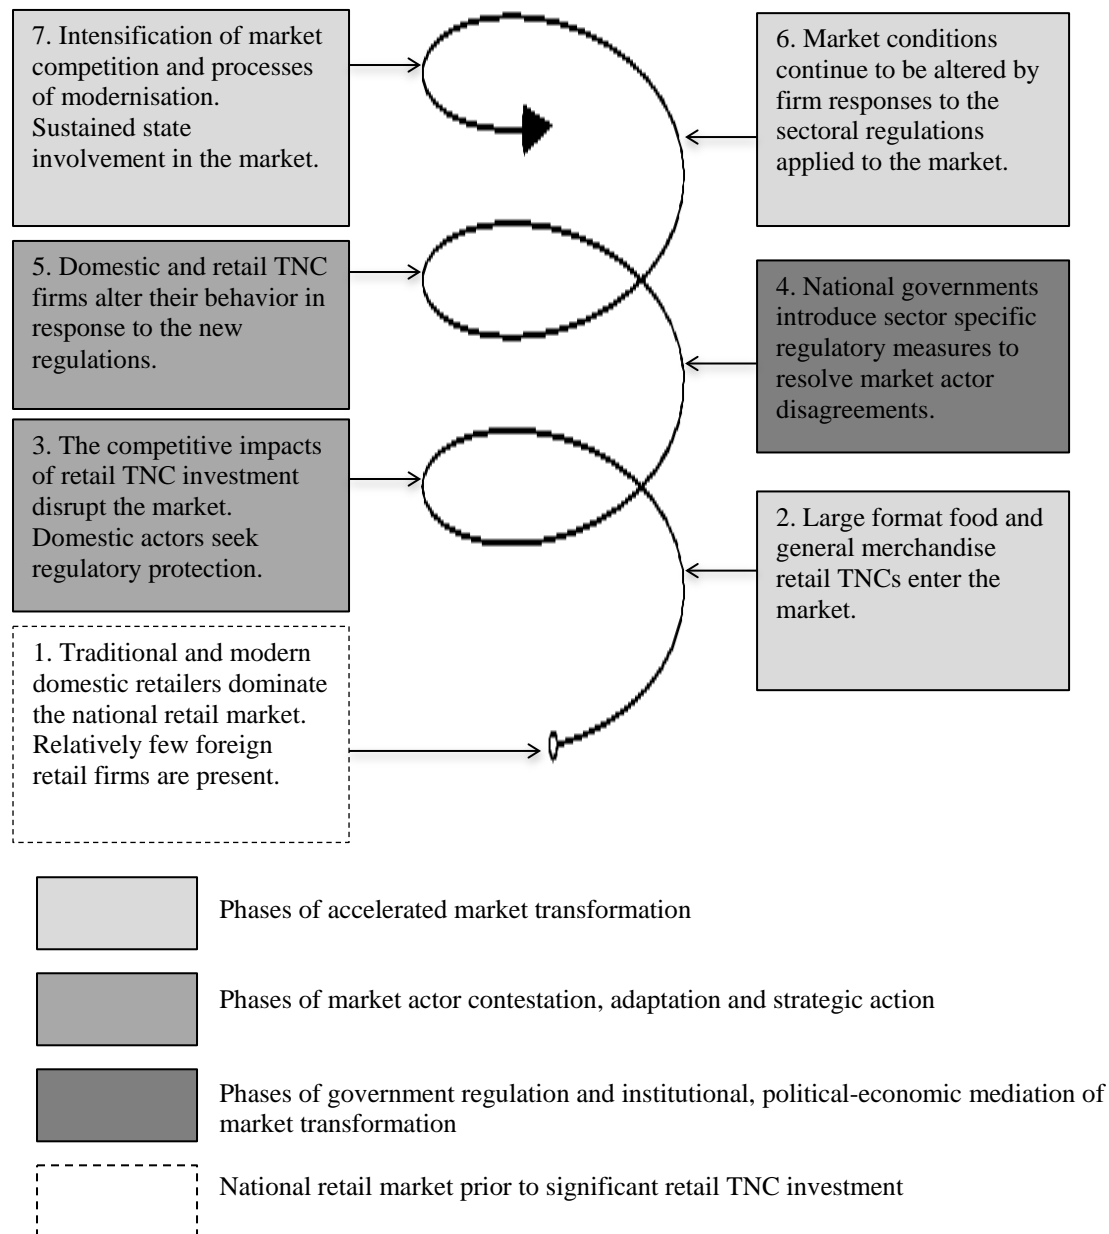 7. Intensification of market
competition and processes
of modernisation.
Sustained state
involvement in the market.
6. Market conditions
continue to be altered by
firm responses to the
sectoral regulations
applied to the market.
5. Domestic and retail TNC
firms alter their behavior in
response to the new
regulations.
4. National governments
introduce sector specific
regulatory measures to
resolve market actor
disagreements.
3. The competitive impacts
of retail TNC investment
disrupt the market.
Domestic actors seek
regulatory protection.
2. Large format food and
general merchandise
retail TNCs enter the
market.
1. Traditional and modern
domestic retailers dominate
the national retail market.
Relatively few foreign
retail firms are present.
Phases of accelerated market transformation
Phases of market actor contestation, adaptation and strategic action
Phases of government regulation and institutional, political-economic mediation of
market transformation
National retail market prior to significant retail TNC investment